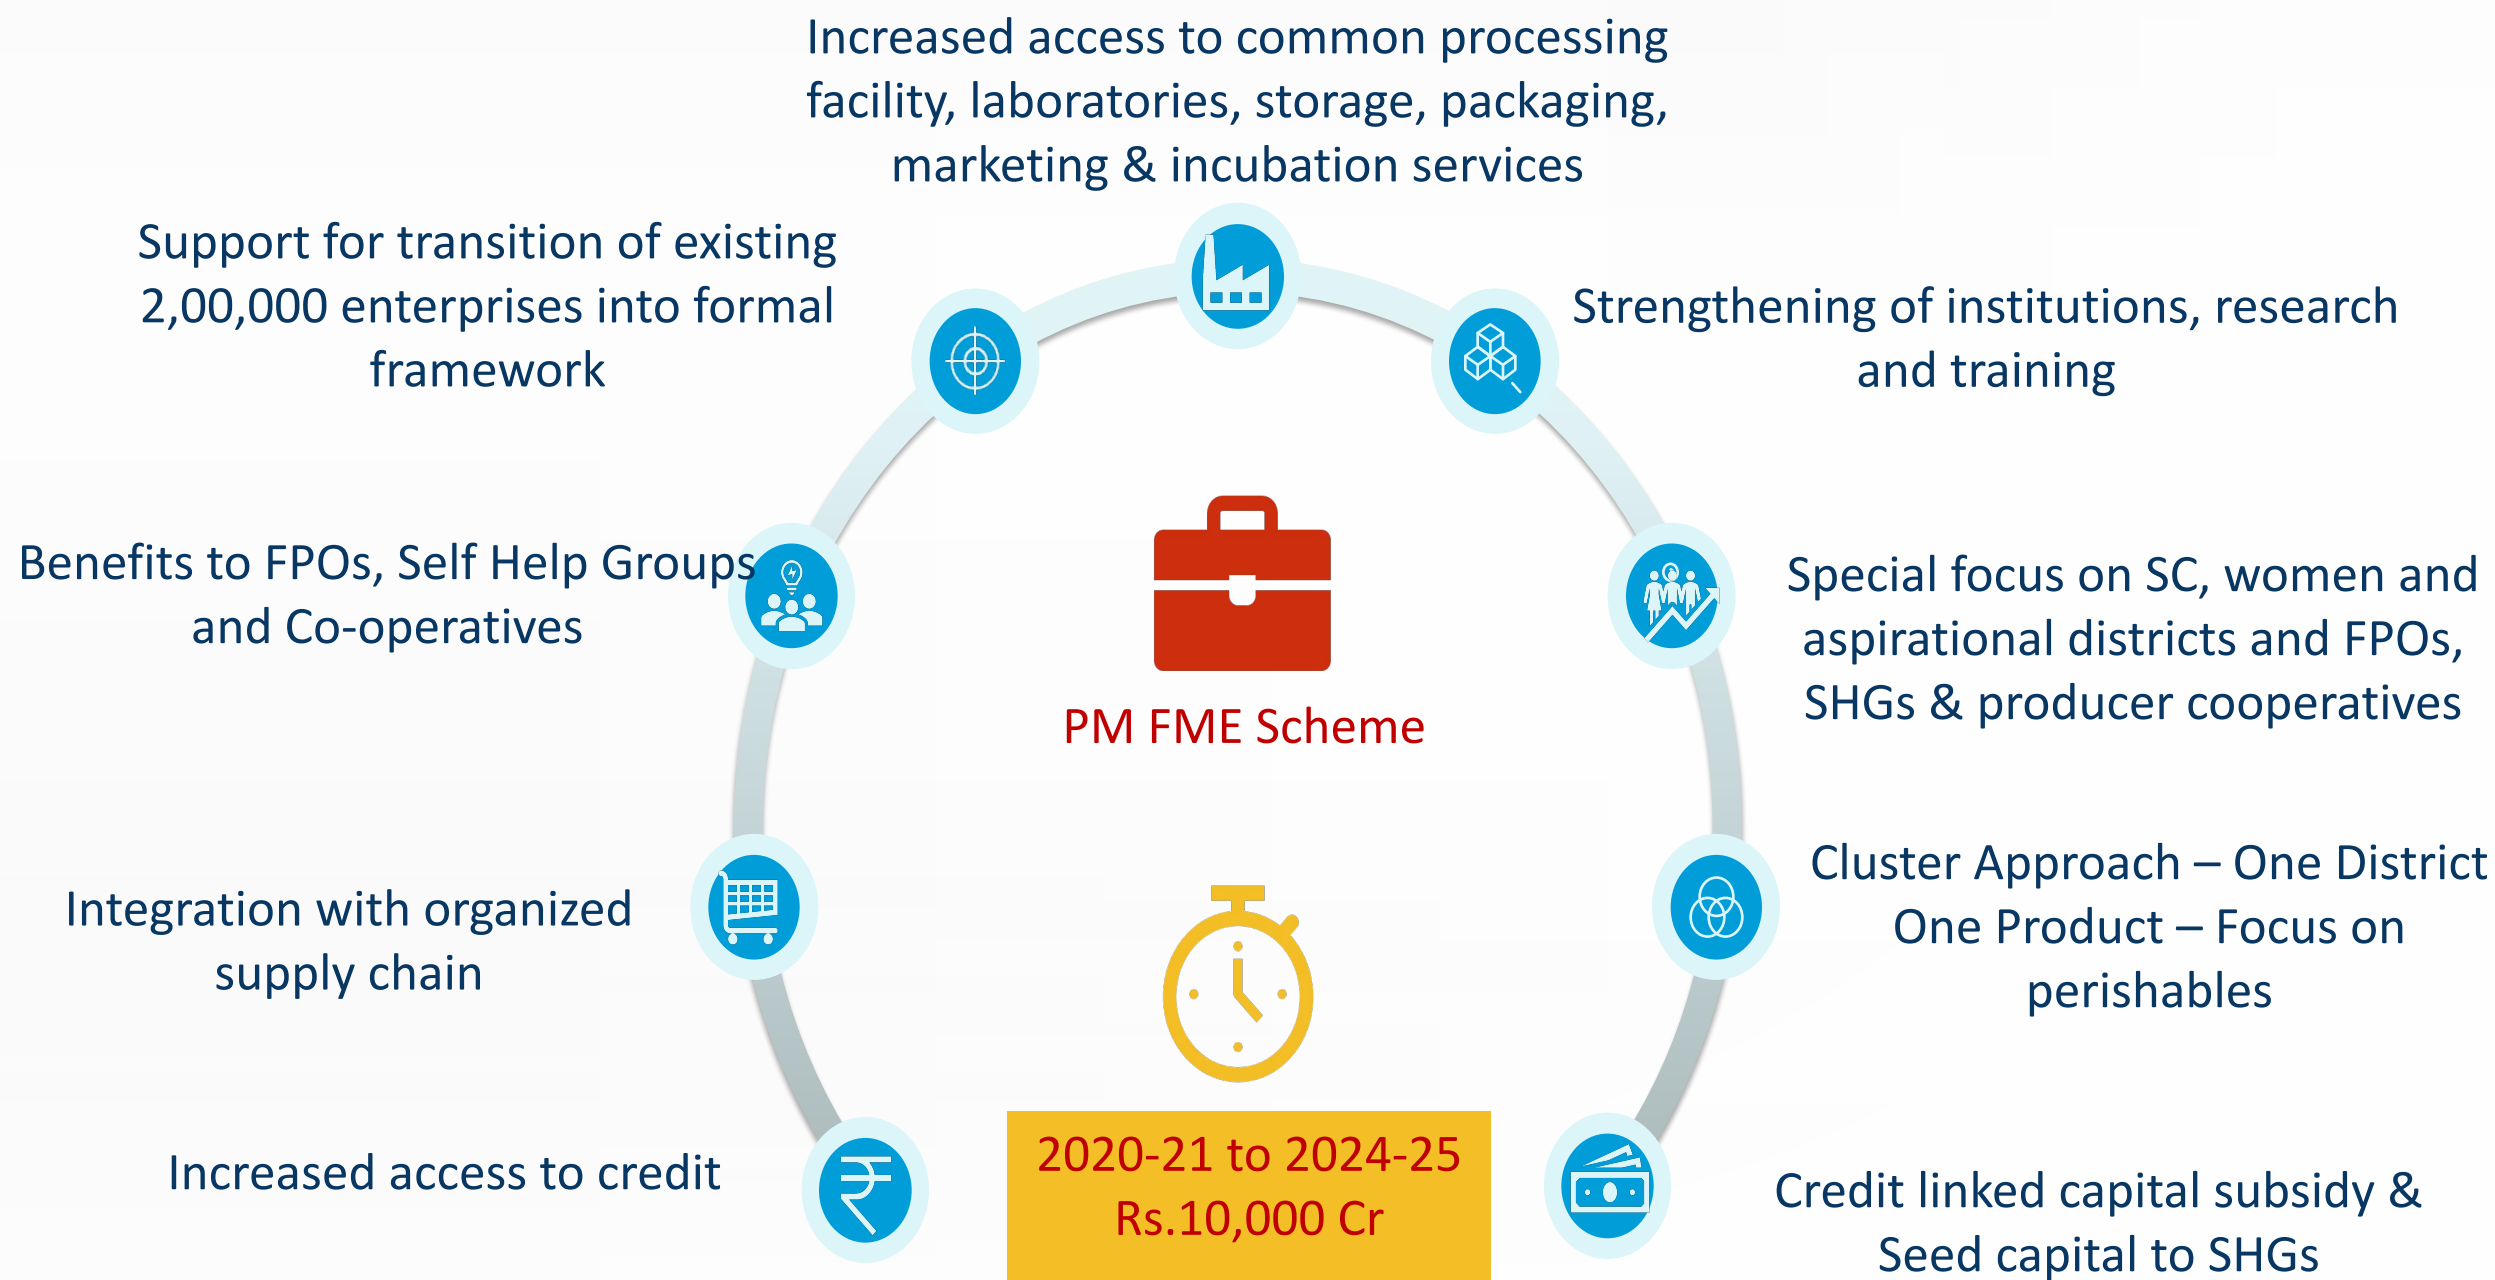 Increased access to common processing
facility, laboratories, storage, packaging,
marketing & incubation services
Support for transition of existing
2,00,000 enterprises into formal
framework
Strengthening of institutions, research
and training
Benefits to FPOs, Self Help Groups
and Co-operatives
Special focus on SC, women and
aspirational districts and FPOs,
SHGs & producer cooperatives
PM FME Scheme
Integration with organized
supply chain
Cluster Approach – One District
One Product – Focus on
perishables
Increased access to credit
2020-21 to 2024-25
Rs.10,000 Cr
Credit linked capital subsidy &
Seed capital to SHGs